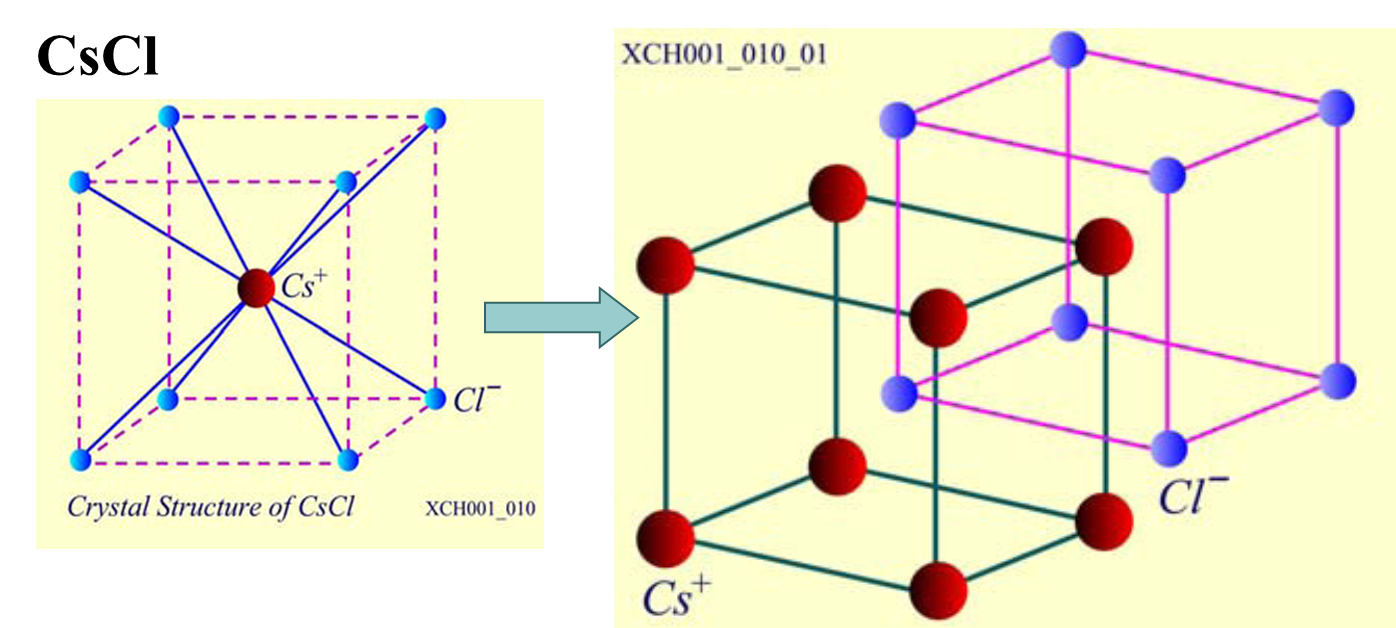 CsCl
Cs⁺
Cl⁻
Crystal Structure of CsCl
XCH001_010
XCH001_010_01
Cl⁻
Cs⁺